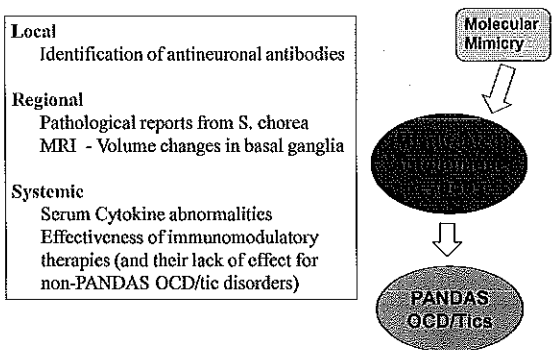 Local
Identification of antineuronal antibodies
Regional
Pathological reports from S. chorea
MRI - Volume changes in basal ganglia
Systemic
Serum Cytokine abnormalities
Effectiveness of immunomodulatory
therapies (and their lack of effect for
non-PANDAS OCD/tic disorders)
Molecular
Mimicry
PANDAS
OCD/Tics